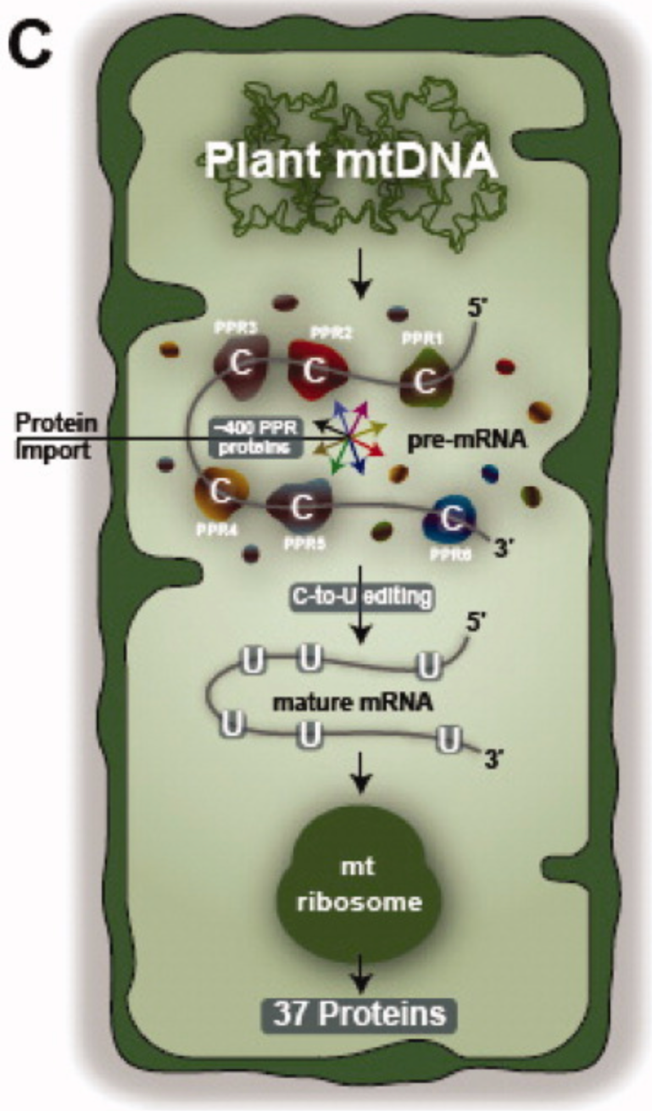 C
Plant mtDNA
5'
PPR3
PPR2
PPR1
C
C
C
Protein
Import
~400 PPR
proteins
pre-mRNA
C
C
C
PPR4
PPR5
PPR6
3'
C-to-U editing
5'
U
U
U
mature mRNA
U
U
U
3'
mt
ribosome
37 Proteins